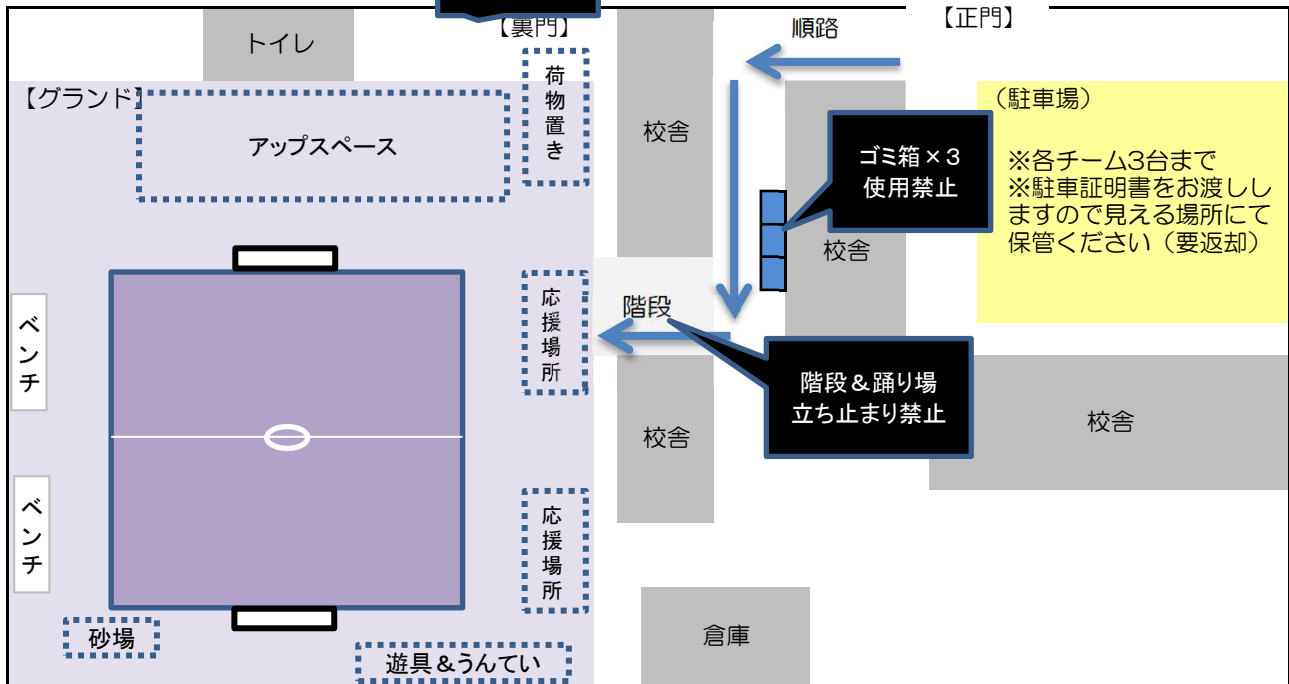 【裏門】
順路
【正門】
トイレ
荷物置き
【グランド】
アップスペース
校舎
ゴミ箱×3
使用禁止
校舎
（駐車場）
※各チーム3台まで
※駐車証明書をお渡しし
ますので見える場所にて
保管ください（要返却）
ベンチ
応援場所
階段
階段＆踊り場
立ち止まり禁止
校舎
校舎
ベンチ
応援場所
砂場
遊具＆うんてい
倉庫